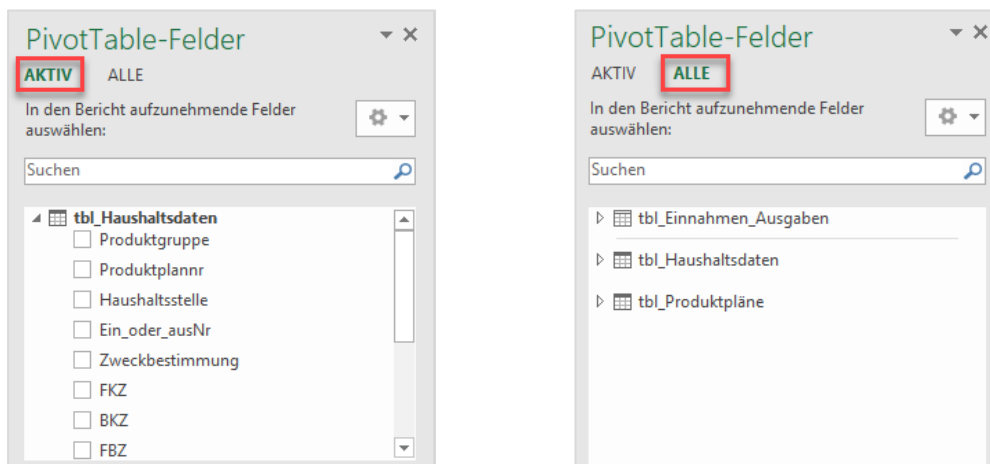 PivotTable-Felder
AKTIV ALLE
In den Bericht aufzunehmende Felder
auswählen:
Suchen
tbl_Haushaltsdaten
Produktgruppe
Produktplannr
Haushaltsstelle
Ein_oder_ausNr
Zweckbestimmung
FKZ
BKZ
FBZ
PivotTable-Felder
AKTIV ALLE
In den Bericht aufzunehmende Felder
auswählen:
Suchen
tbl_Einnahmen_Ausgaben
tbl_Haushaltsdaten
tbl_Produktpläne